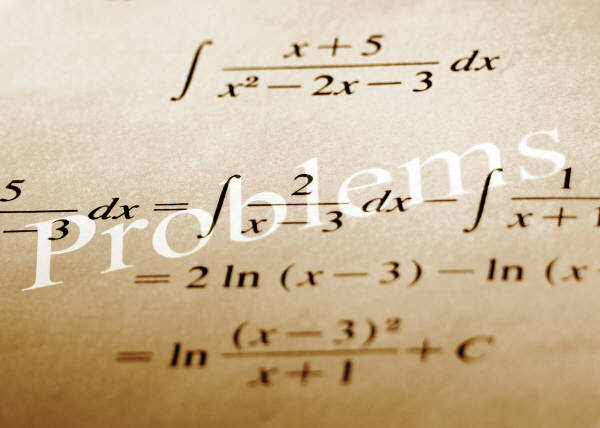 ∫ x + 5 / x² − 2x − 3 dx
5 / − 3 dx = ∫ 2 / x − 3 dx − ∫ 1 / x + 1
Problems
= 2 ln (x − 3) − ln (x
= ln (x − 3)² / x + 1 + C